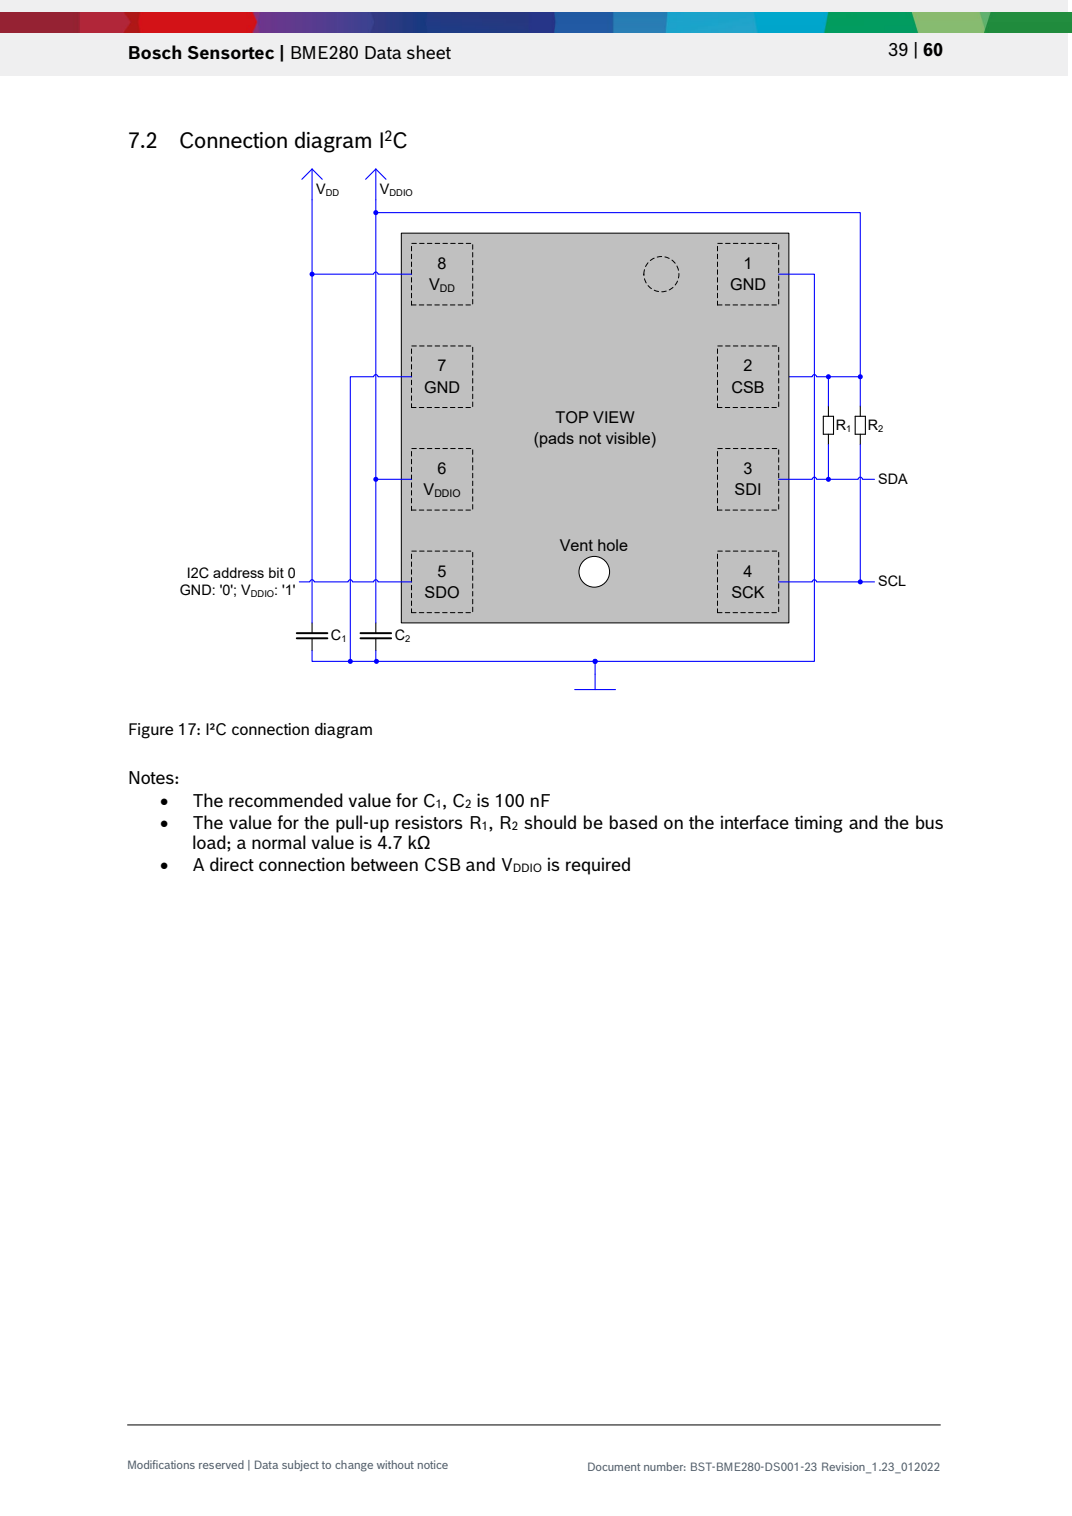 Bosch Sensortec | BME280 Data sheet
39 | 60
7.2 Connection diagram I²C
VDD
VDDIO
8
VDD
1
GND
7
GND
2
CSB
TOP VIEW
(pads not visible)
R1
R2
6
VDDIO
3
SDI
SDA
Vent hole
I2C address bit 0
GND: '0'; VDDIO: '1'
5
SDO
4
SCK
SCL
C1
C2
Figure 17: I²C connection diagram
Notes:
• The recommended value for C1, C2 is 100 nF
• The value for the pull-up resistors R1, R2 should be based on the interface timing and the bus
load; a normal value is 4.7 kΩ
• A direct connection between CSB and VDDIO is required
Modifications reserved | Data subject to change without notice
Document number: BST-BME280-DS001-23 Revision_1.23_012022